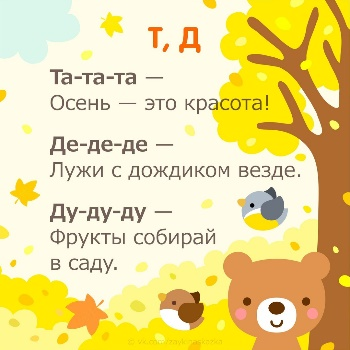 Т, Д
Та-та-та —
Осень — это красота!
Де-де-де —
Лужи с дождиком везде.
Ду-ду-ду —
Фрукты собирай
в саду.